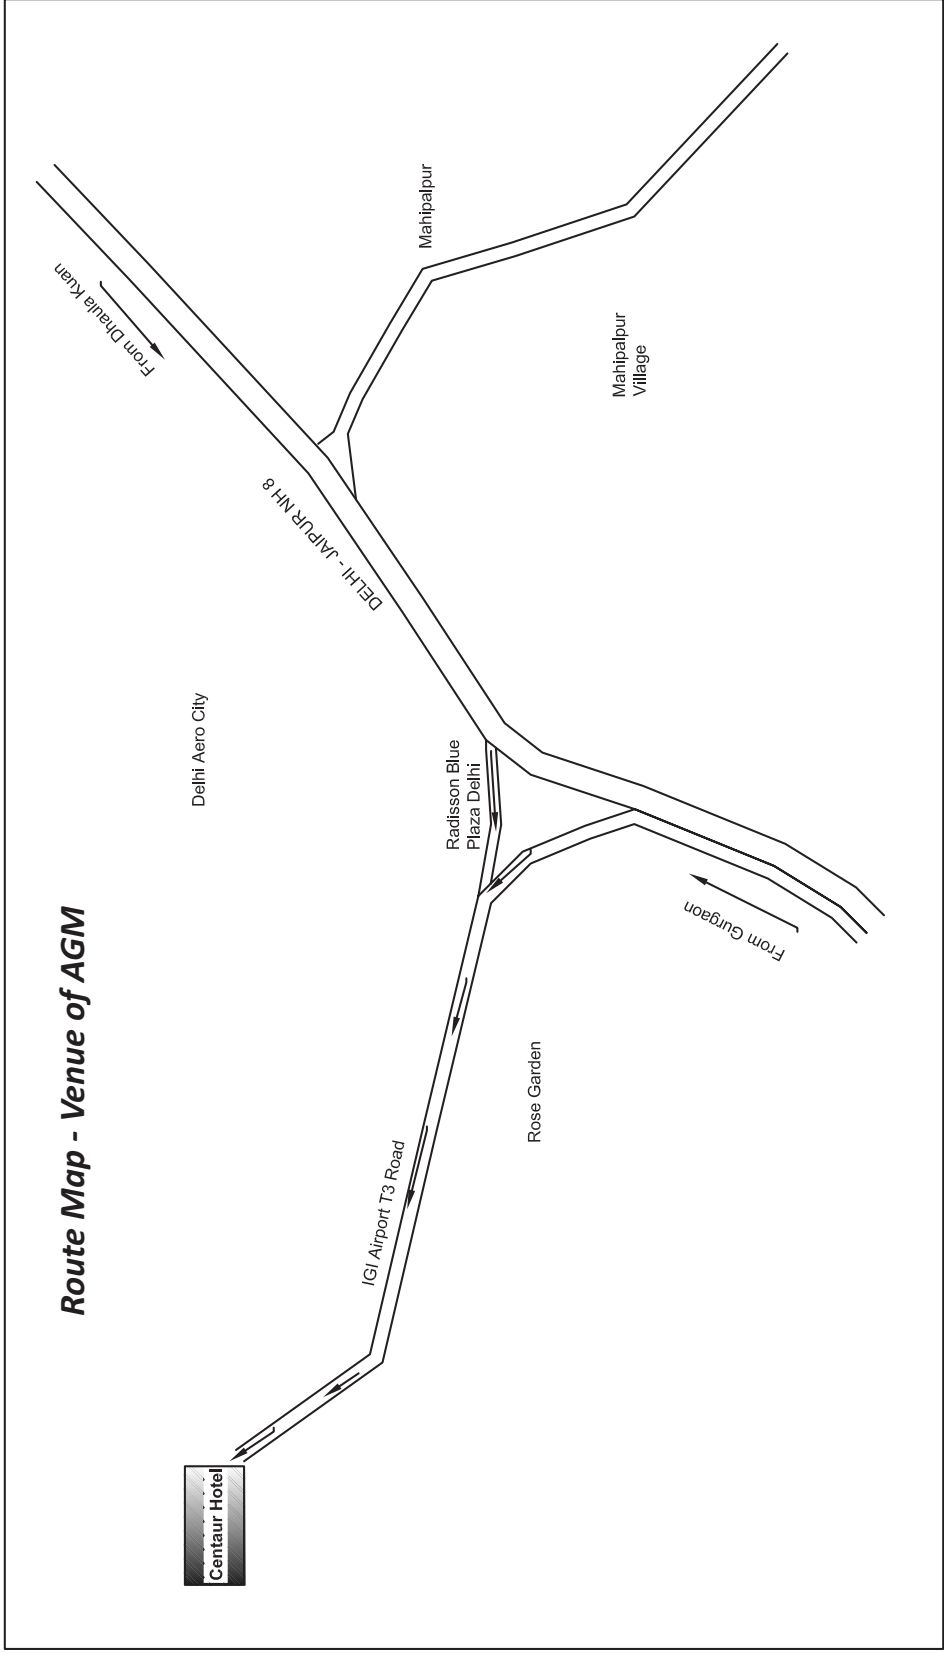 Route Map - Venue of AGM
From Dhaula Kuan
Mahipalpur
Mahipalpur
Village
DELHI - JAIPUR NH 8
Delhi Aero City
Radisson Blue
Plaza Delhi
From Gurgaon
Rose Garden
IGI Airport T3 Road
Centaur Hotel